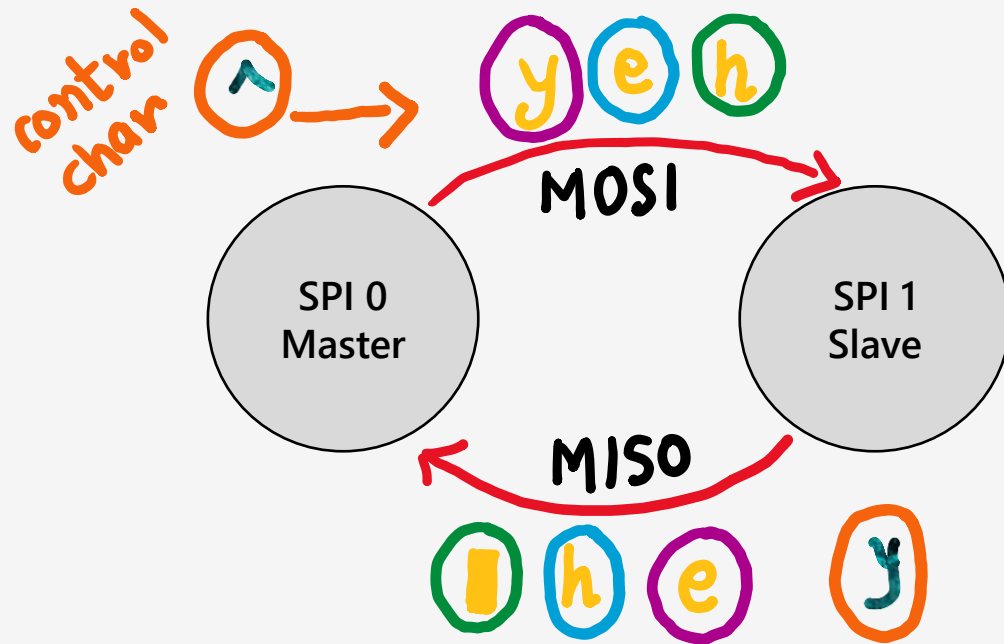 control
char
^
y e h
MOSI
SPI 0
Master
SPI 1
Slave
MISO
h e y